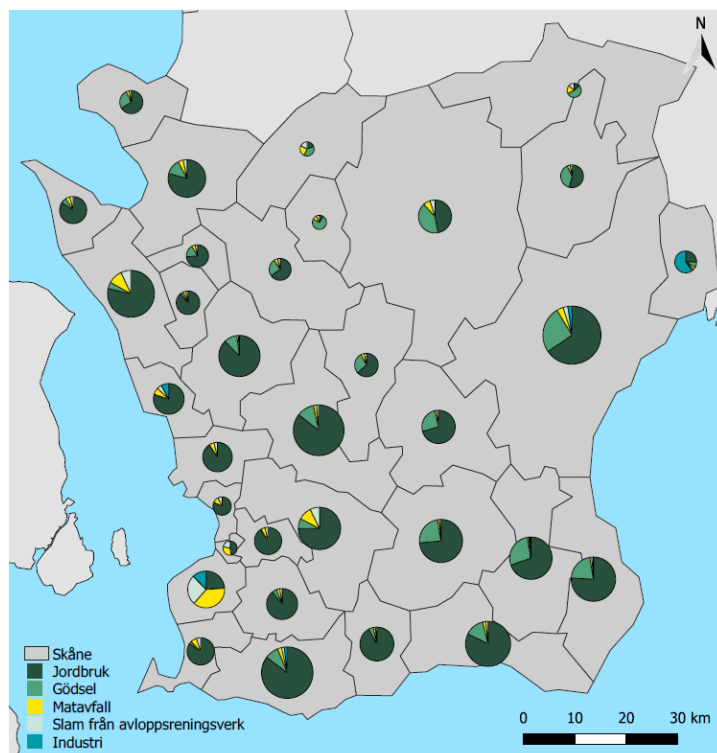 N
Skåne
Jordbruk
Gödsel
Matavfall
Slam från avloppsreningsverk
Industri
0 10 20 30 km